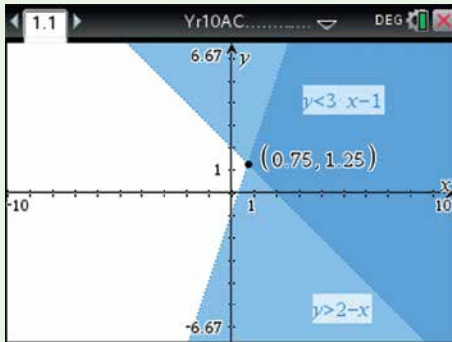 1.1 Yr10AC............ DEG
6.67 y
y<3 x−1
(0.75, 1.25)
1
x
-10 1 10
y>2−x
-6.67